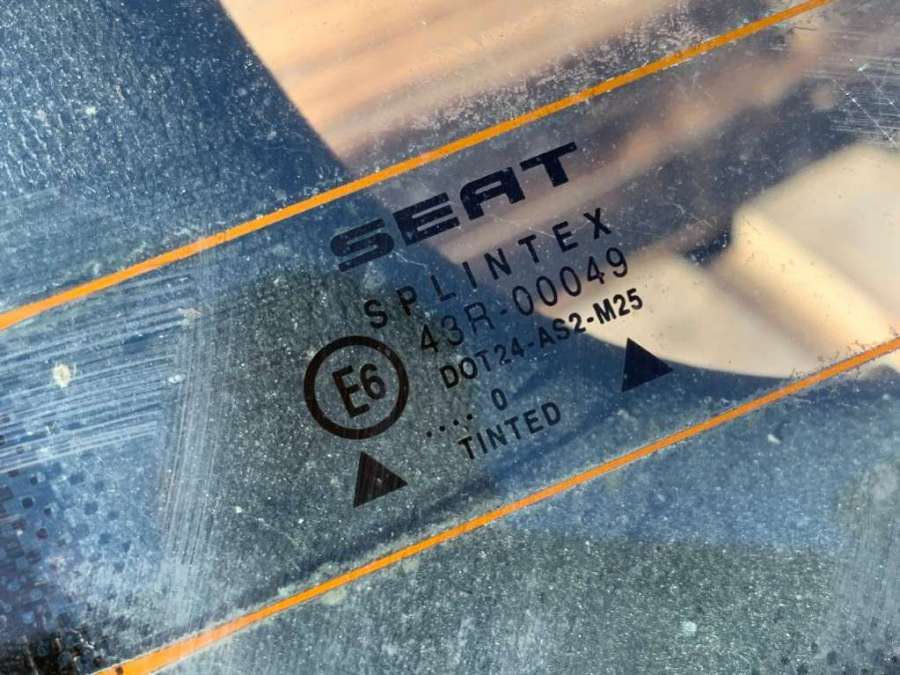 SEAT
SPLINTEX
43R-00049
E6
DOT24-AS2-M25
.... 0
TINTED